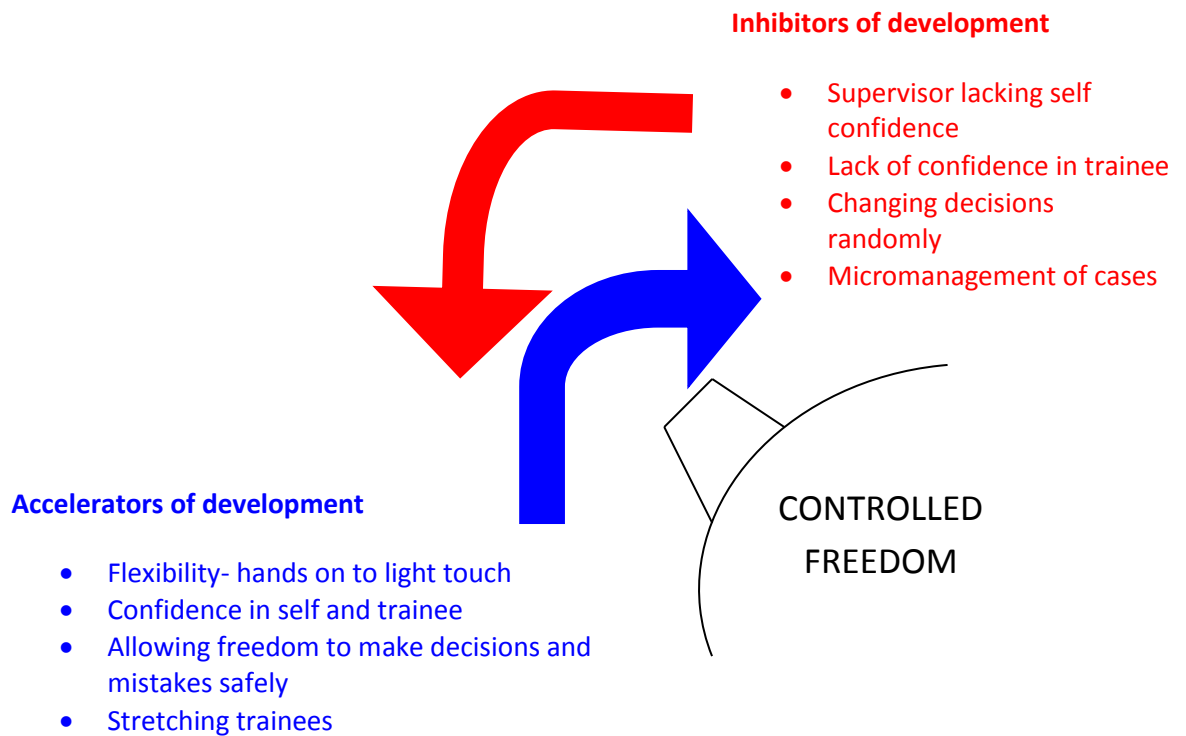 Inhibitors of development
• Supervisor lacking self
confidence
• Lack of confidence in trainee
• Changing decisions
randomly
• Micromanagement of cases
CONTROLLED
FREEDOM
Accelerators of development
• Flexibility- hands on to light touch
• Confidence in self and trainee
• Allowing freedom to make decisions and
mistakes safely
• Stretching trainees